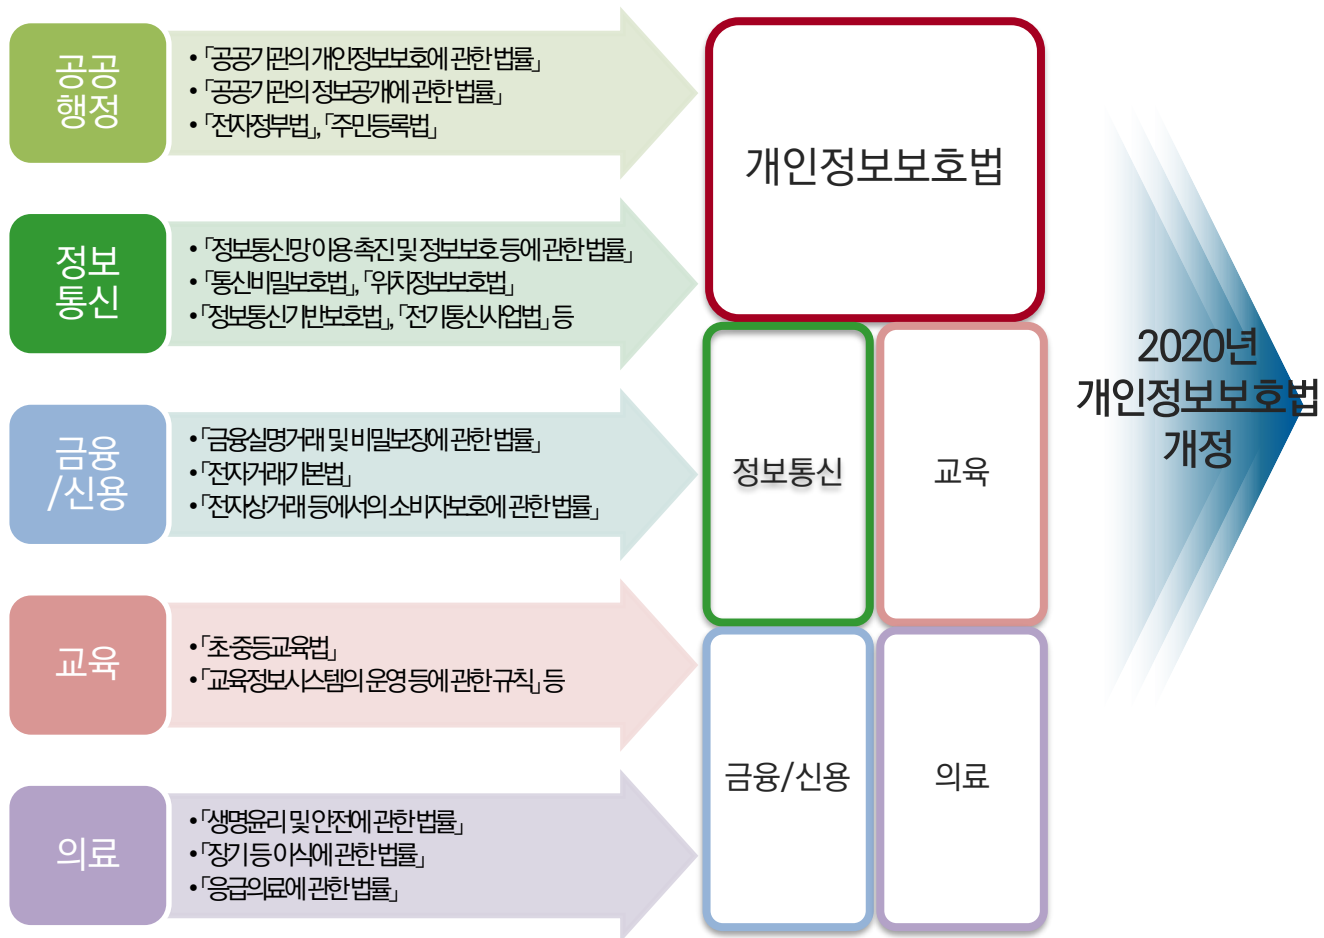 공공
행정
• 「공공기관의 개인정보보호에 관한 법률」
• 「공공기관의 정보공개에 관한 법률」
• 「전자정부법」, 「주민등록법」
정보
통신
• 「정보통신망 이용 촉진 및 정보보호 등에 관한 법률」
• 「통신비밀보호법」, 「위치정보보호법」
• 「정보통신기반보호법」, 「전기통신사업법」 등
금융
/신용
• 「금융실명거래 및 비밀보장에 관한 법률」
• 「전자거래기본법」
• 「전자상거래 등에서의 소비자보호에 관한 법률」
교육
• 「초·중등교육법」
• 「교육정보시스템의 운영 등에 관한 규칙」 등
의료
• 「생명윤리 및 안전에 관한 법률」
• 「장기 등 이식에 관한 법률」
• 「응급의료에 관한 법률」
개인정보보호법
정보통신
교육
금융/신용
의료
2020년
개인정보보호법
개정